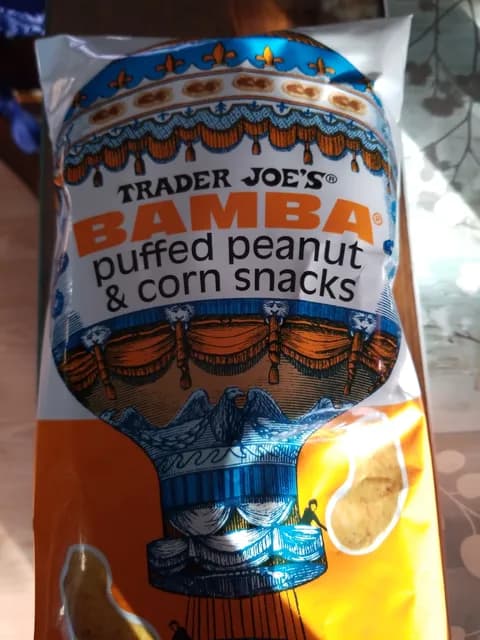 TRADER JOE'S®
BAMBA®
puffed peanut
& corn snacks